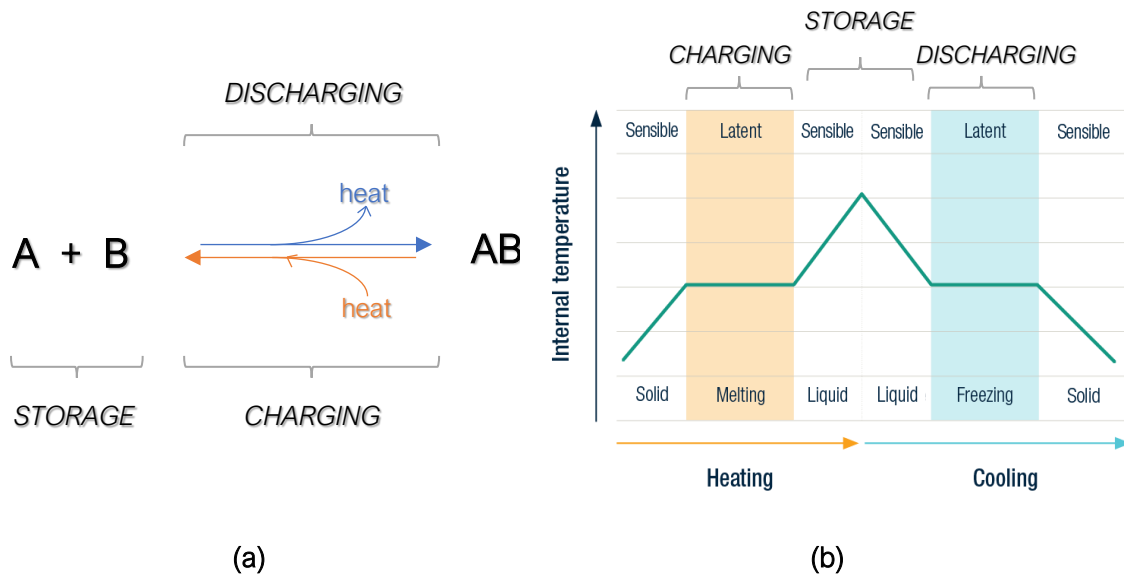 DISCHARGING
heat
A + B
AB
heat
STORAGE
CHARGING
(a)
STORAGE
CHARGING
DISCHARGING
Sensible Latent Sensible Sensible Latent Sensible
Internal temperature
Solid Melting Liquid Liquid Freezing Solid
Heating
Cooling
(b)